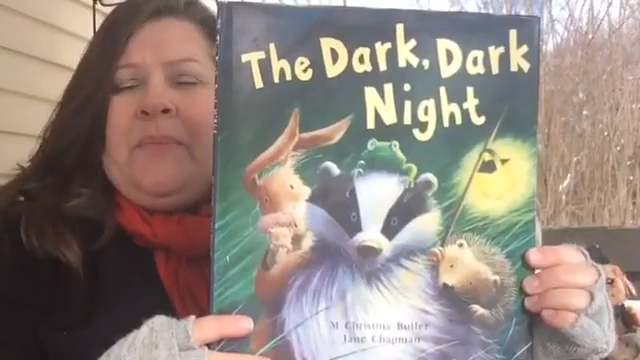 The Dark, Dark
Night
M Christina Butler
Jane Chapman